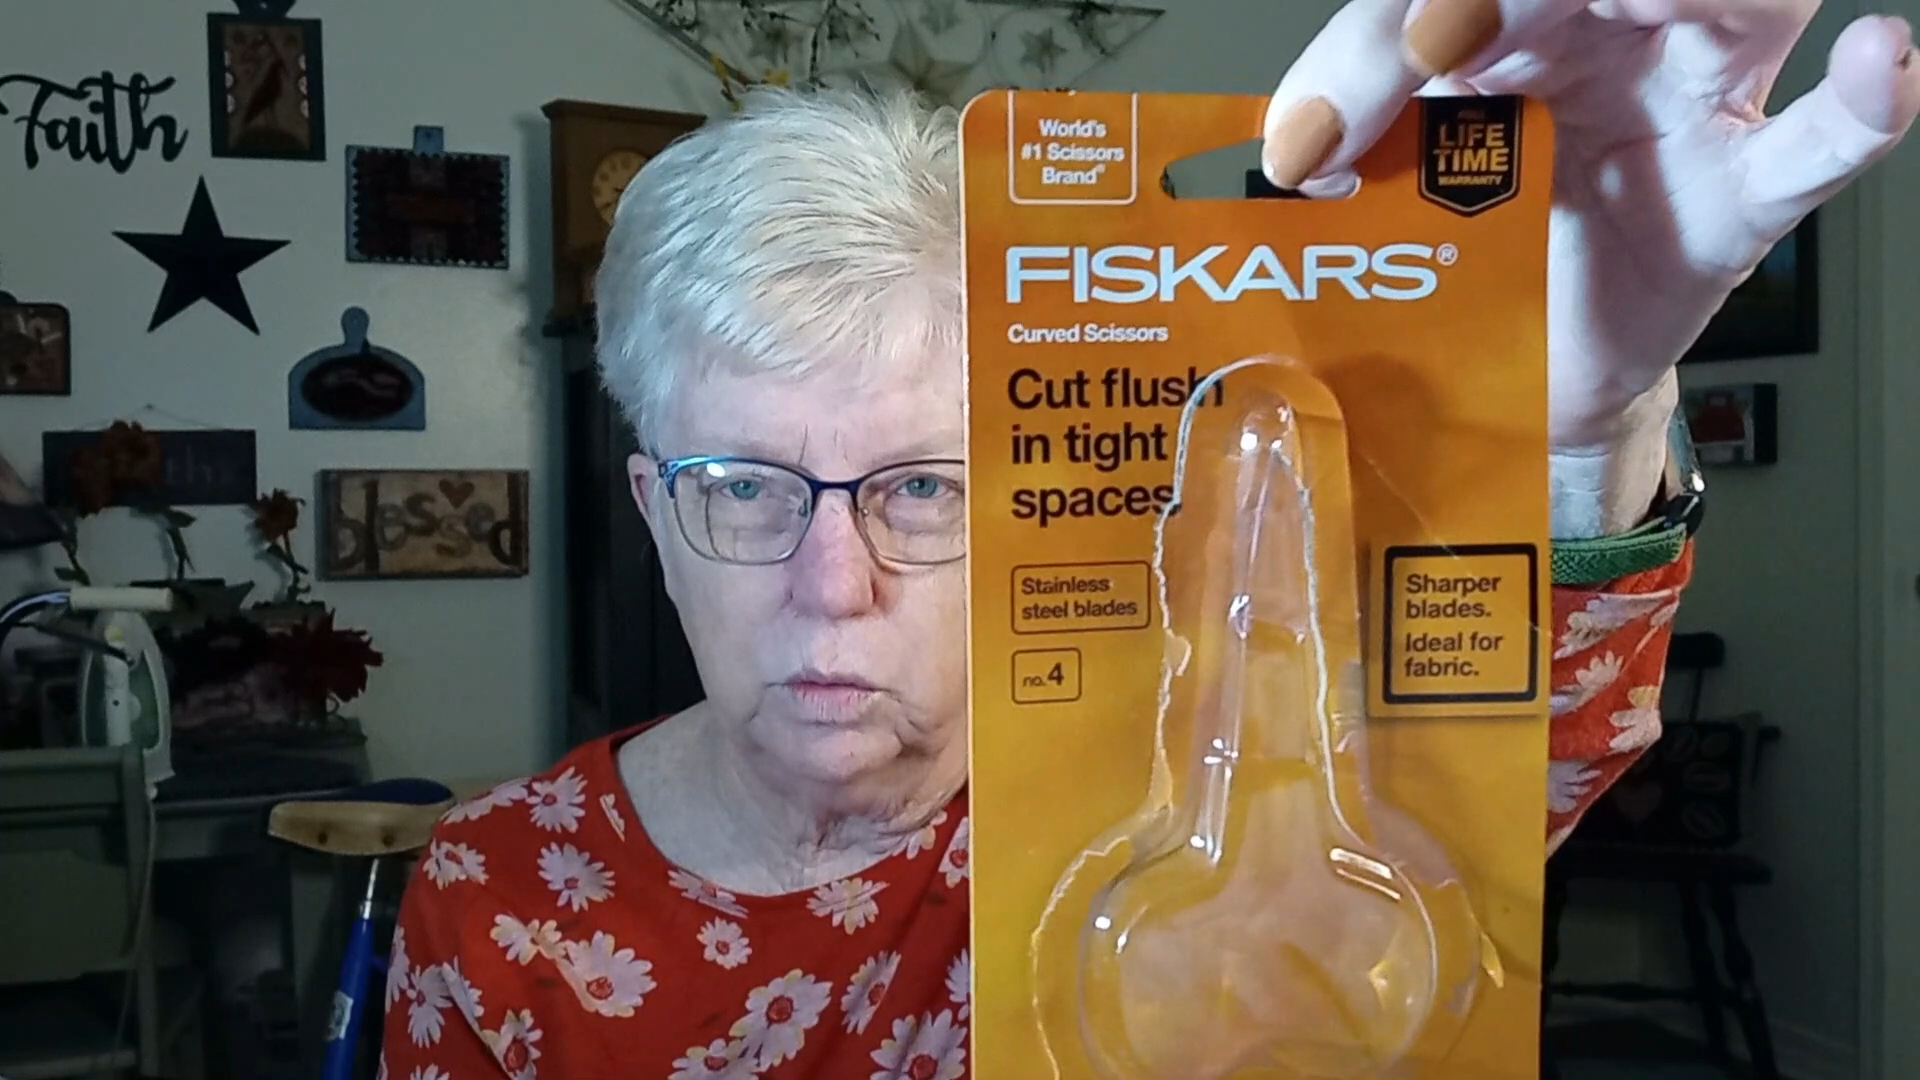 Faith
blessed
World's
#1 Scissors
Brand®
LIFE
TIME
WARRANTY
FISKARS®
Curved Scissors
Cut flush
in tight
spaces
Stainless
steel blades
no.4
Sharper
blades.
Ideal for
fabric.